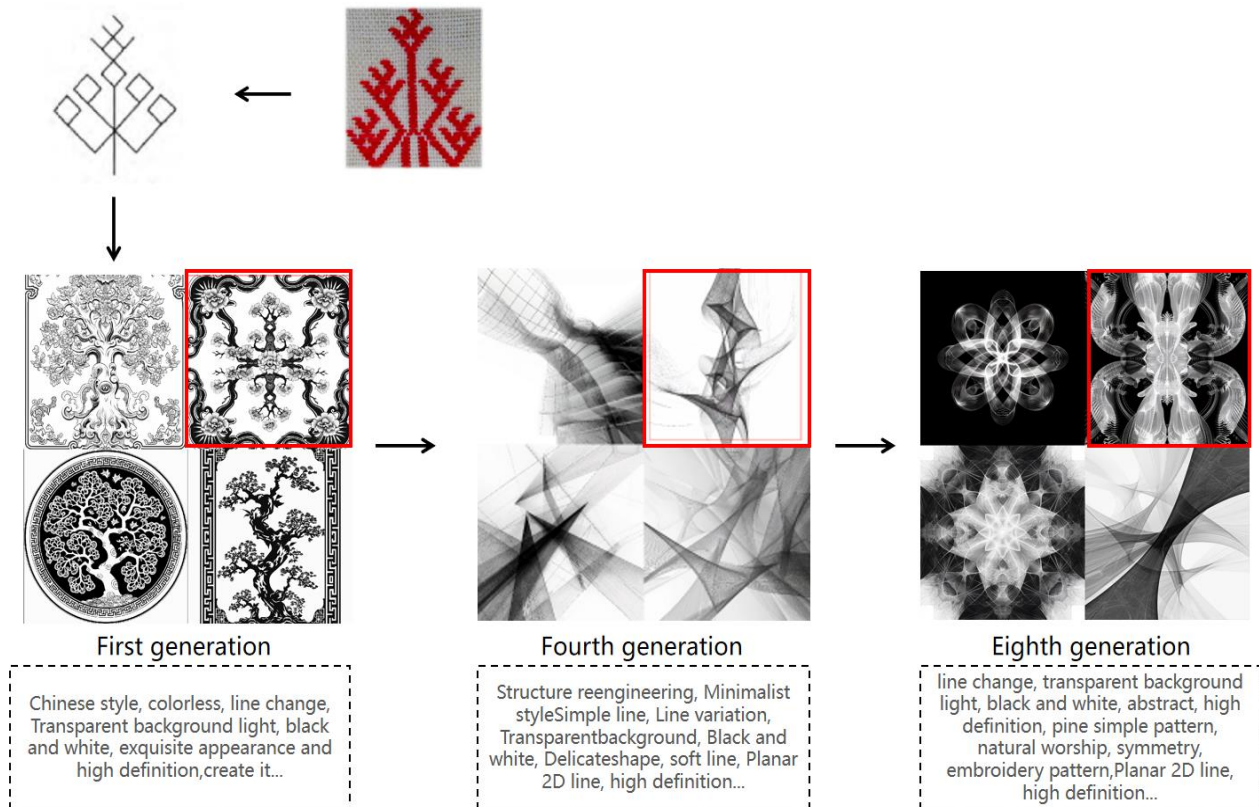 First generation
Chinese style, colorless, line change,
Transparent background light, black
and white, exquisite appearance and
high definition,create it...
Fourth generation
Structure reengineering, Minimalist
styleSimple line, Line variation,
Transparentbackground, Black and
white, Delicateshape, soft line, Planar
2D line, high definition...
Eighth generation
line change, transparent background
light, black and white, abstract, high
definition, pine simple pattern,
natural worship, symmetry,
embroidery pattern,Planar 2D line,
high definition...